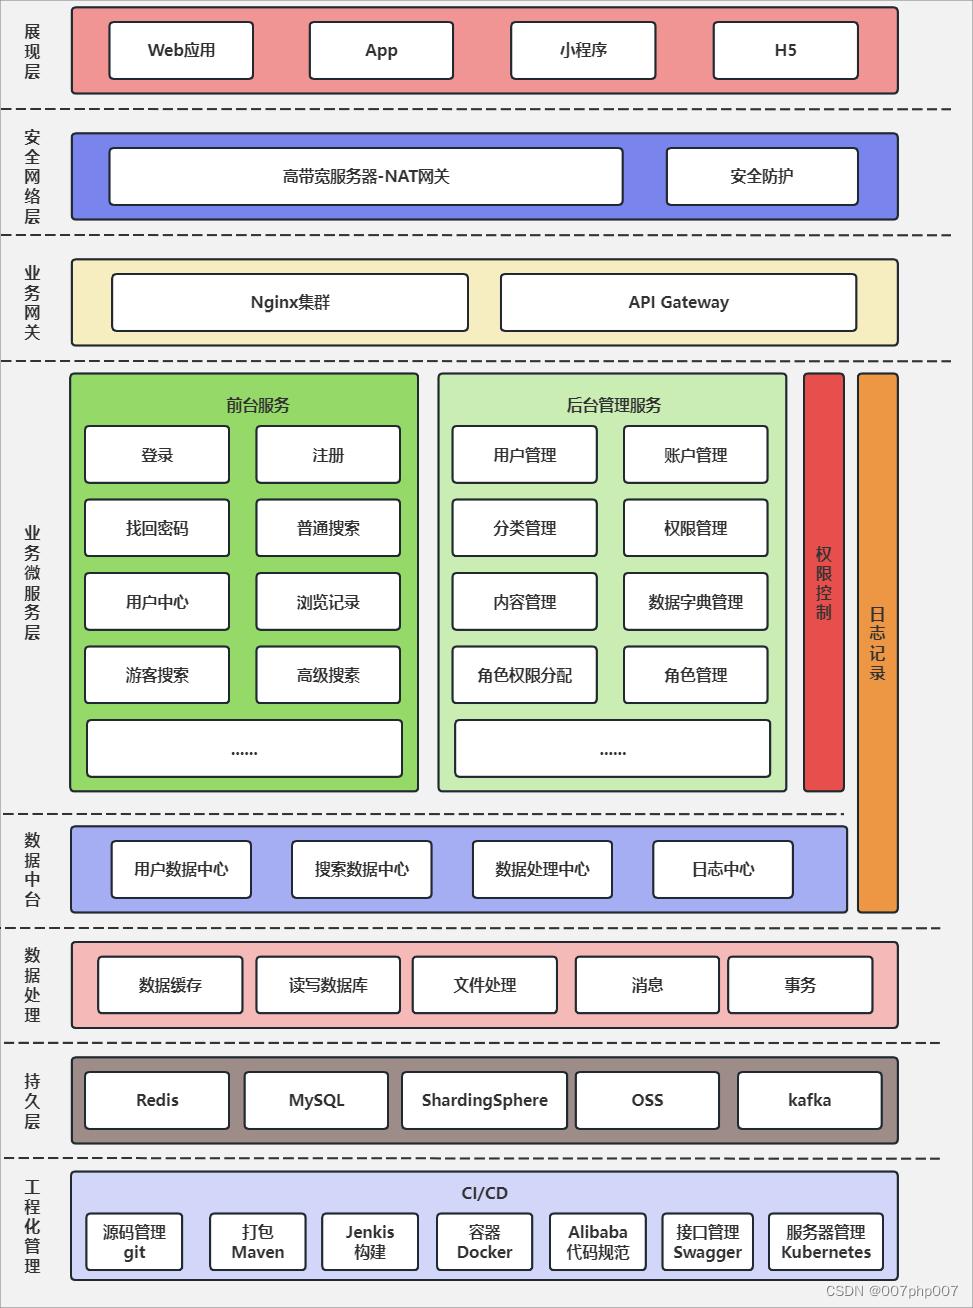 展现层
Web应用
App
小程序
H5
安全网络层
高带宽服务器-NAT网关
安全防护
业务网关
Nginx集群
API Gateway
业务微服务层
前台服务
登录
注册
找回密码
普通搜索
用户中心
浏览记录
游客搜索
高级搜素
......
后台管理服务
用户管理
账户管理
分类管理
权限管理
内容管理
数据字典管理
角色权限分配
角色管理
......
权限控制
日志记录
数据中台
用户数据中心
搜索数据中心
数据处理中心
日志中心
数据处理
数据缓存
读写数据库
文件处理
消息
事务
持久层
Redis
MySQL
ShardingSphere
OSS
kafka
工程化管理
CI/CD
源码管理
git
打包
Maven
Jenkis
构建
容器
Docker
Alibaba
代码规范
接口管理
Swagger
服务器管理
Kubernetes
CSDN @007php007